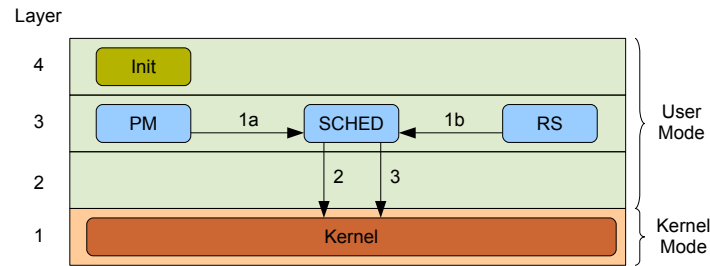 Layer
4
Init
3
PM
1a
SCHED
1b
RS
User
Mode
2
2
3
1
Kernel
Kernel
Mode